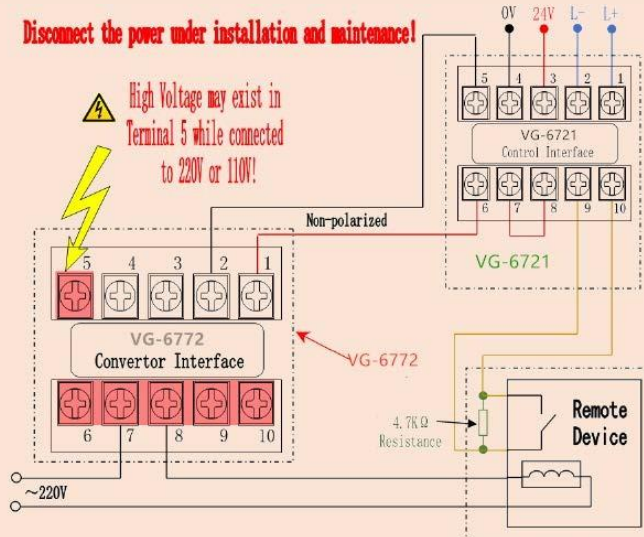 Disconnect the power under installation and maintenance!
0V 24V L- L+
High Voltage may exist in
Terminal 5 while connected
to 220V or 110V!
5 4 3 2 1
VG-6721
Control Interface
6 7 8 9 10
VG-6721
Non-polarized
5 4 3 2 1
VG-6772
Convertor Interface
6 7 8 9 10
VG-6772
4.7KΩ
Resistance
Remote
Device
~220V